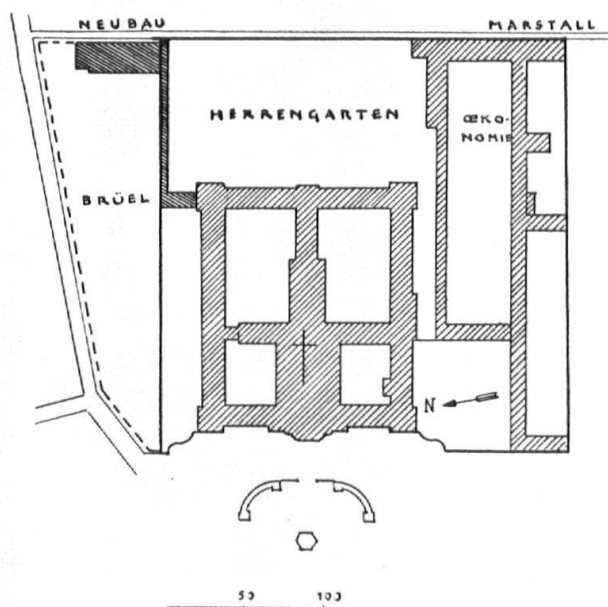 NEUBAU
MARSTALL
HERRENGARTEN
ŒKO-
NOMIE
BRÜEL
N
50 100